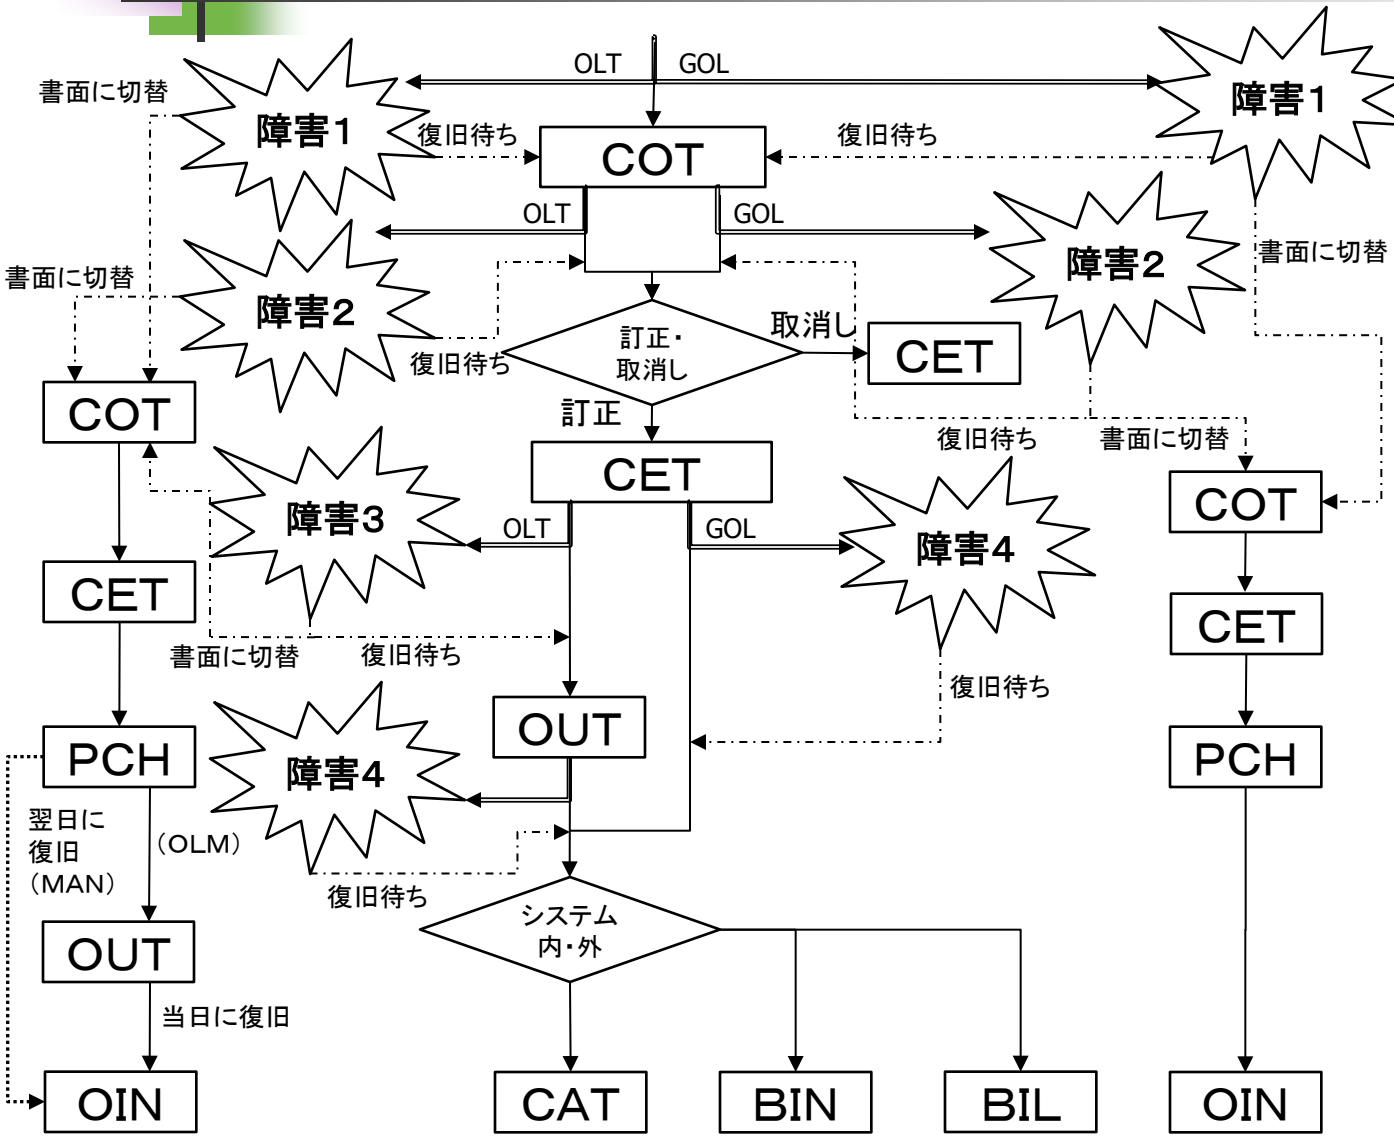 OLT
GOL
書面に切替
障害1
障害1
復旧待ち
COT
復旧待ち
OLT
GOL
書面に切替
障害2
障害2
書面に切替
復旧待ち
訂正・
取消し
取消し
CET
COT
訂正
復旧待ち
書面に切替
CET
COT
障害3
OLT
GOL
障害4
CET
CET
書面に切替
復旧待ち
復旧待ち
OUT
PCH
障害4
PCH
翌日に
復旧
(MAN)
(OLM)
復旧待ち
システム
内・外
OUT
当日に復旧
OIN
CAT
BIN
BIL
OIN